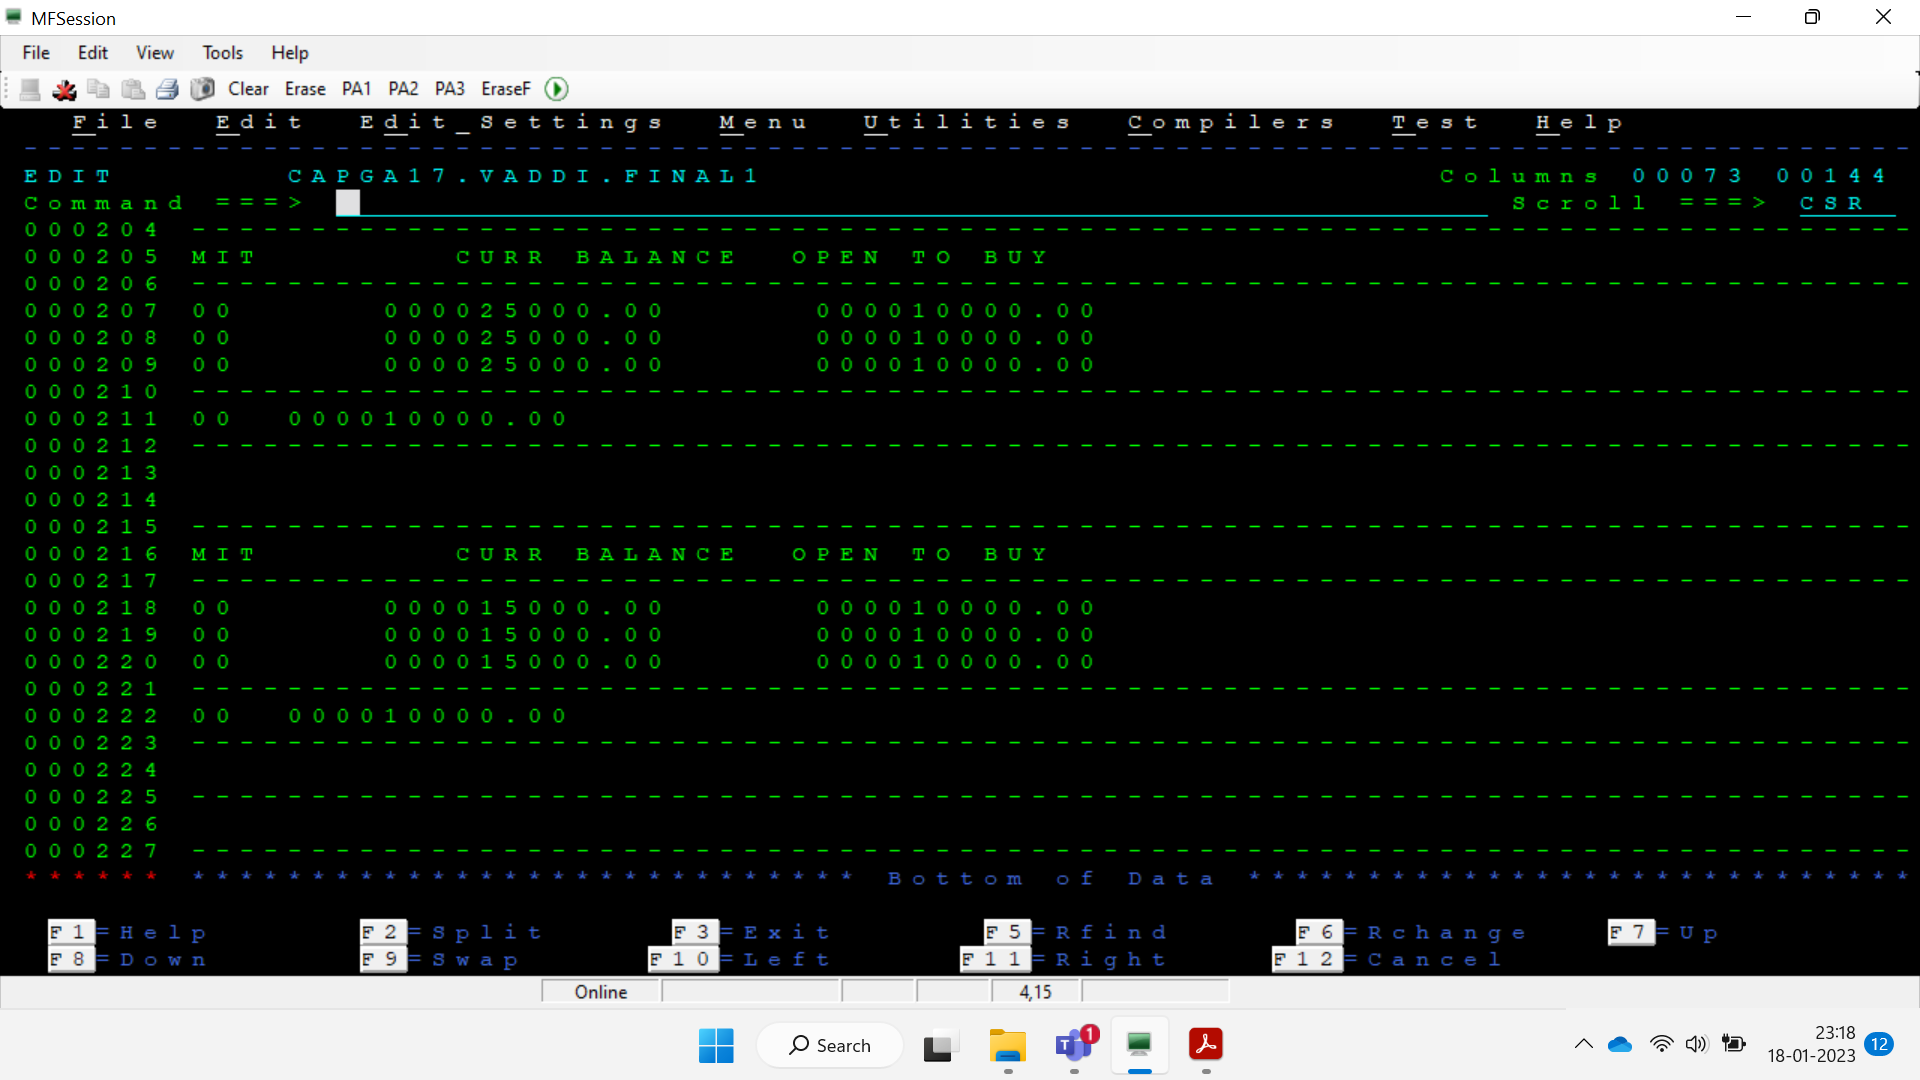 MFSession
File Edit View Tools Help
Clear Erase PA1 PA2 PA3 EraseF
File Edit Edit_Settings Menu Utilities Compilers Test Help
--------------------------------------------------------------------------------
EDIT CAPGA17.VADDI.FINAL1 Columns 00073 00144
Command ===> Scroll ===> CSR
000204 ------------------------------------------------------------------------
000205 MIT CURR BALANCE OPEN TO BUY
000206 ------------------------------------------------------------------------
000207 00 000025000.00 000010000.00
000208 00 000025000.00 000010000.00
000209 00 000025000.00 000010000.00
000210 ------------------------------------------------------------------------
000211 00 000010000.00
000212 ------------------------------------------------------------------------
000213
000214
000215 ------------------------------------------------------------------------
000216 MIT CURR BALANCE OPEN TO BUY
000217 ------------------------------------------------------------------------
000218 00 000015000.00 000010000.00
000219 00 000015000.00 000010000.00
000220 00 000015000.00 000010000.00
000221 ------------------------------------------------------------------------
000222 00 000010000.00
000223 ------------------------------------------------------------------------
000224
000225 ------------------------------------------------------------------------
000226
000227 ------------------------------------------------------------------------
****** **************************** Bottom of Data ****************************
F1=Help F2=Split F3=Exit F5=Rfind F6=Rchange F7=Up
F8=Down F9=Swap F10=Left F11=Right F12=Cancel
Online 4,15
Search 1 23:18
18-01-2023 12